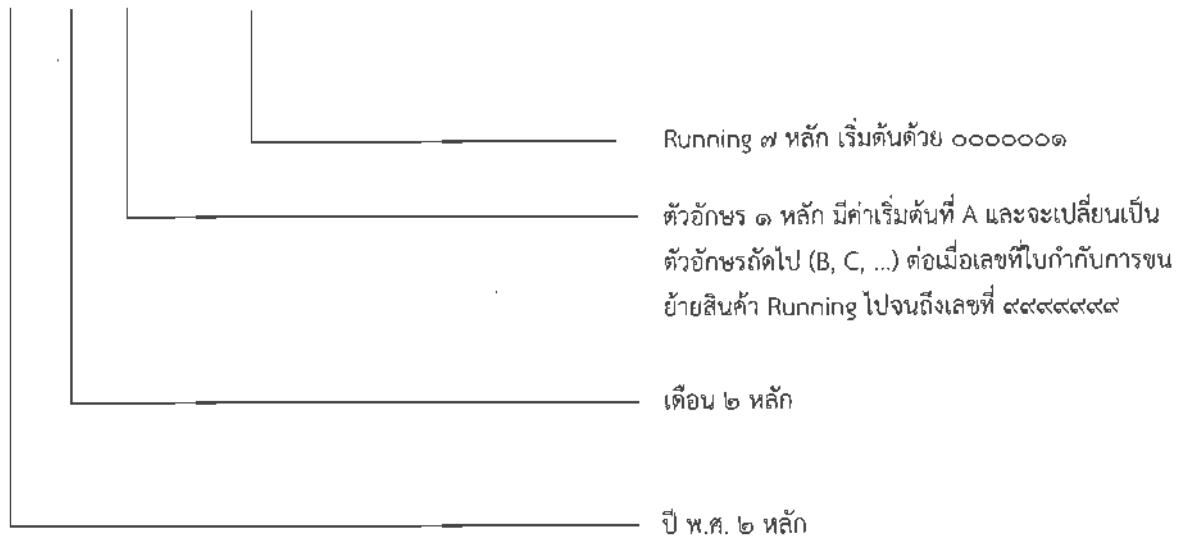 Running ๗ หลัก เริ่มต้นด้วย ๐๐๐๐๐๐๑
ตัวอักษร ๑ หลัก มีค่าเริ่มต้นที่ A และจะเปลี่ยนเป็น
ตัวอักษรถัดไป (B, C, ...) ต่อเมื่อเลขที่ใบกำกับการขน
ย้ายสินค้า Running ไปจนถึงเลขที่ ๙๙๙๙๙๙๙
เดือน ๒ หลัก
ปี พ.ศ. ๒ หลัก